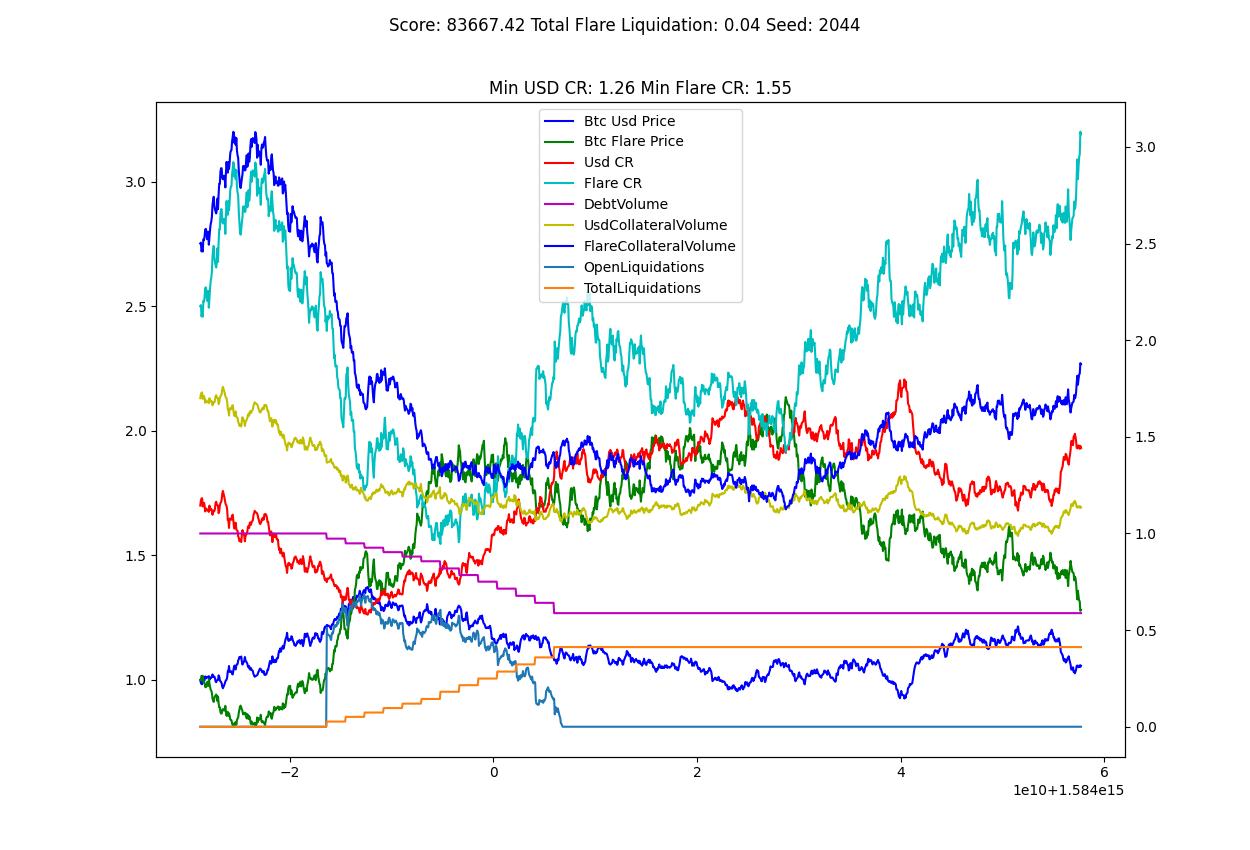 Score: 83667.42 Total Flare Liquidation: 0.04 Seed: 2044
Min USD CR: 1.26 Min Flare CR: 1.55
Btc Usd Price
Btc Flare Price
Usd CR
Flare CR
DebtVolume
UsdCollateralVolume
FlareCollateralVolume
OpenLiquidations
TotalLiquidations
3.0
2.5
2.0
1.5
1.0
3.0
2.5
2.0
1.5
1.0
0.5
0.0
−2
0
2
4
6
1e10+1.584e15